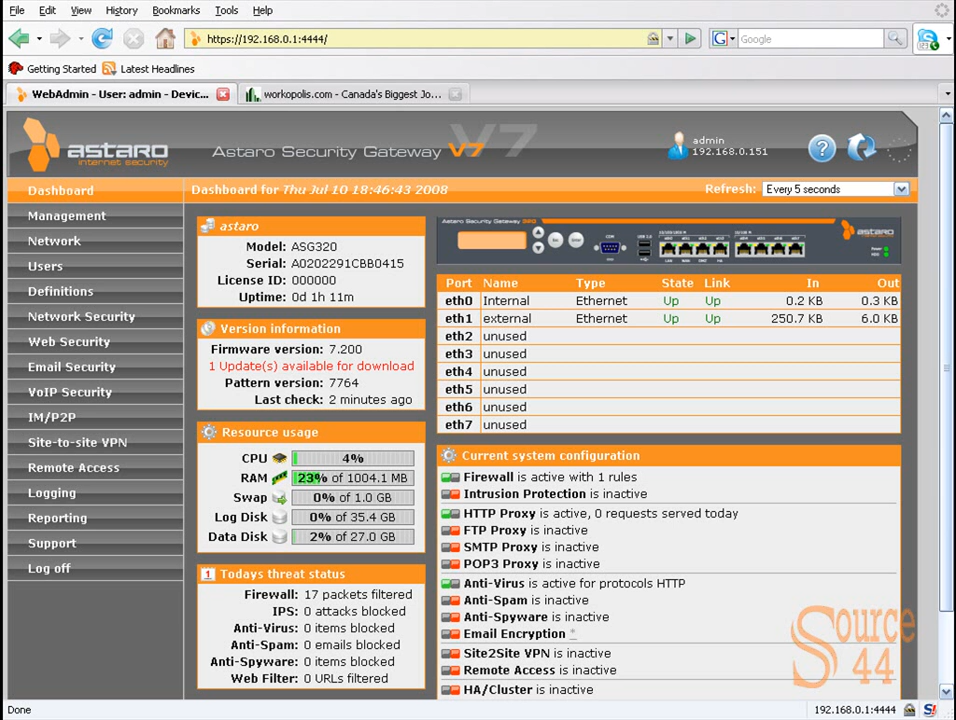 File Edit View History Bookmarks Tools Help
https://192.168.0.1:4444/
Google
Getting Started Latest Headlines
WebAdmin - User: admin - Devic...
workopolis.com - Canada's Biggest Jo...
astaro
internet security
Astaro Security Gateway V7
admin
192.168.0.151
Dashboard
Management
Network
Users
Definitions
Network Security
Web Security
Email Security
VoIP Security
IM/P2P
Site-to-site VPN
Remote Access
Logging
Reporting
Support
Log off
Dashboard for Thu Jul 10 18:46:43 2008
Refresh: Every 5 seconds
astaro
Model: ASG320
Serial: A0202291CBB0415
License ID: 000000
Uptime: 0d 1h 11m
Version information
Firmware version: 7.200
1 Update(s) available for download
Pattern version: 7764
Last check: 2 minutes ago
Resource usage
CPU 4%
RAM 23% of 1004.1 MB
Swap 0% of 1.0 GB
Log Disk 0% of 35.4 GB
Data Disk 2% of 27.0 GB
1 Todays threat status
Firewall: 17 packets filtered
IPS: 0 attacks blocked
Anti-Virus: 0 items blocked
Anti-Spam: 0 emails blocked
Anti-Spyware: 0 items blocked
Web Filter: 0 URLs filtered
Astaro Security Gateway 320
astaro
Port Name Type State Link In Out
eth0 Internal Ethernet Up Up 0.2 KB 0.3 KB
eth1 external Ethernet Up Up 250.7 KB 6.0 KB
eth2 unused
eth3 unused
eth4 unused
eth5 unused
eth6 unused
eth7 unused
Current system configuration
Firewall is active with 1 rules
Intrusion Protection is inactive
HTTP Proxy is active, 0 requests served today
FTP Proxy is inactive
SMTP Proxy is inactive
POP3 Proxy is inactive
Anti-Virus is active for protocols HTTP
Anti-Spam is inactive
Anti-Spyware is inactive
Email Encryption
Site2Site VPN is inactive
Remote Access is inactive
HA/Cluster is inactive
Source
44
Done
192.168.0.1:4444